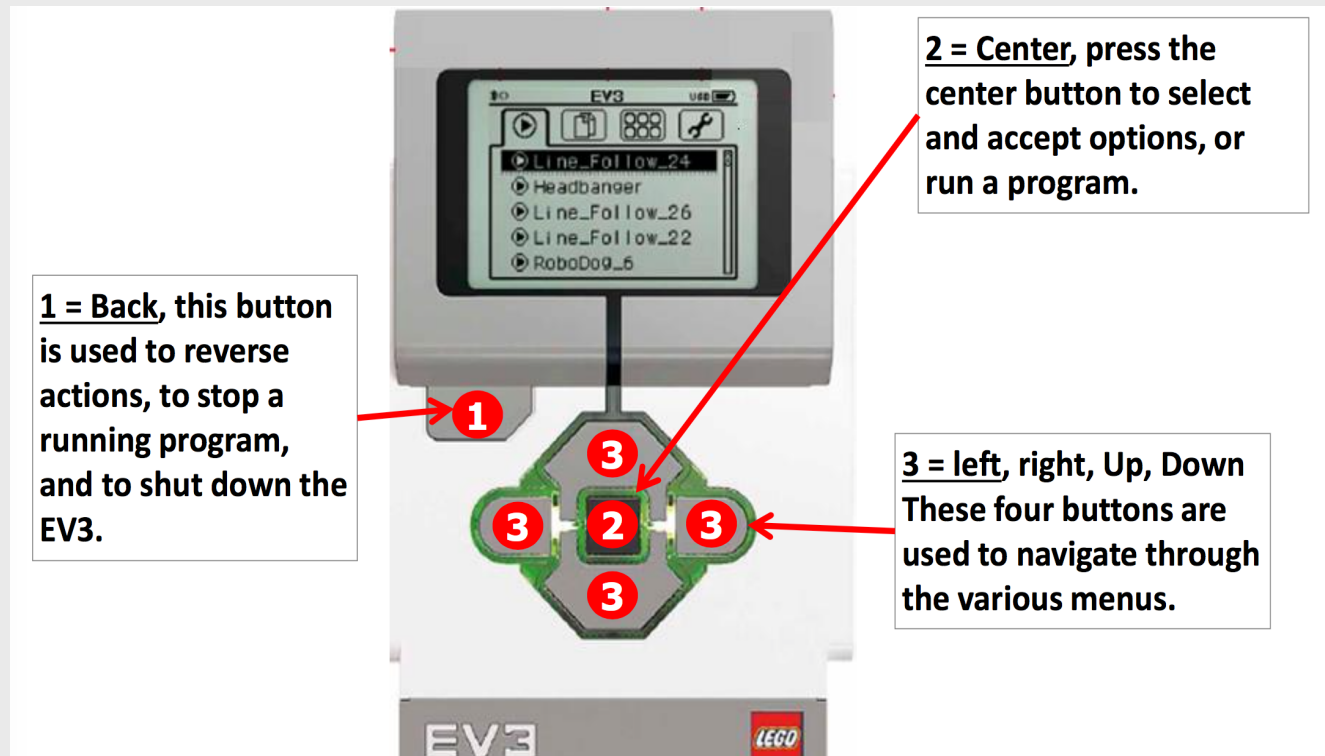 2 = Center, press the
center button to select
and accept options, or
run a program.
EV3
USB
Line_Follow_24
Headbanger
Line_Follow_26
Line_Follow_22
RoboDog_6
1 = Back, this button
is used to reverse
actions, to stop a
running program,
and to shut down the
EV3.
1
3
3
2
3
3
3 = left, right, Up, Down
These four buttons are
used to navigate through
the various menus.
EV3
LEGO